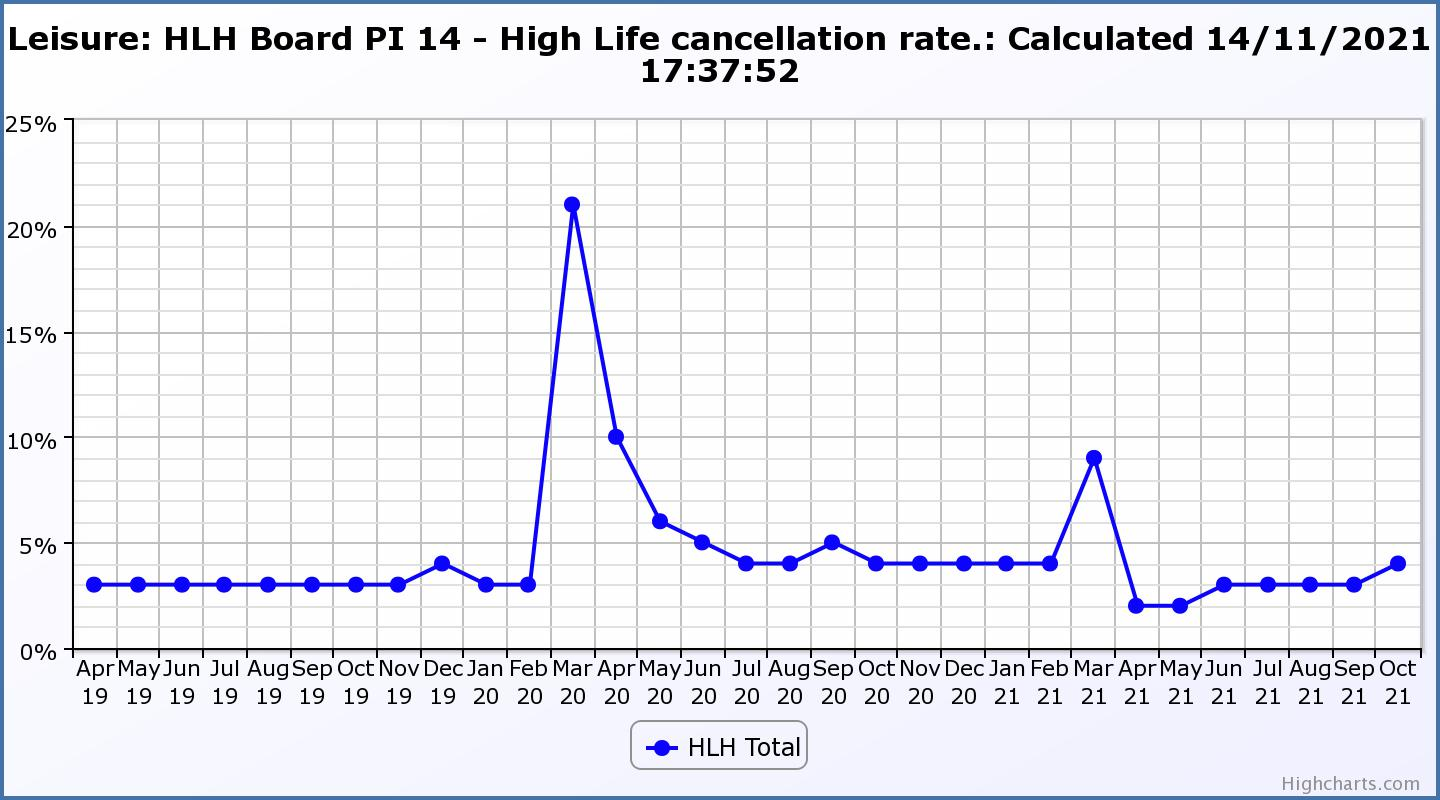 Leisure: HLH Board PI 14 - High Life cancellation rate.: Calculated 14/11/2021
17:37:52
25%
20%
15%
10%
5%
0%
Apr May Jun Jul Aug Sep Oct Nov Dec Jan Feb Mar Apr May Jun Jul Aug Sep Oct Nov Dec Jan Feb Mar Apr May Jun Jul Aug Sep Oct
19 19 19 19 19 19 19 19 19 20 20 20 20 20 20 20 20 20 20 20 20 21 21 21 21 21 21 21 21 21 21
HLH Total
Highcharts.com